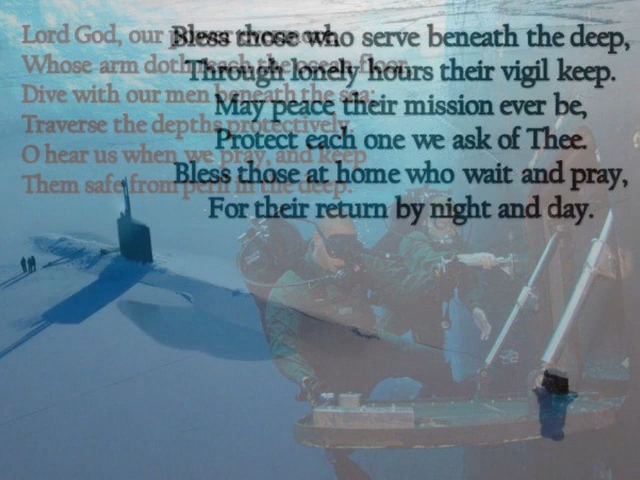 Lord God, our
Whose arm doth reach the ocean floor,
Dive with our men beneath the sea;
Traverse the depths protectively.
O hear us when we pray, and keep
Them safe from peril in the deep.
Bless those who serve beneath the deep,
Through lonely hours their vigil keep.
May peace their mission ever be,
Protect each one we ask of Thee.
Bless those at home who wait and pray,
For their return by night and day.